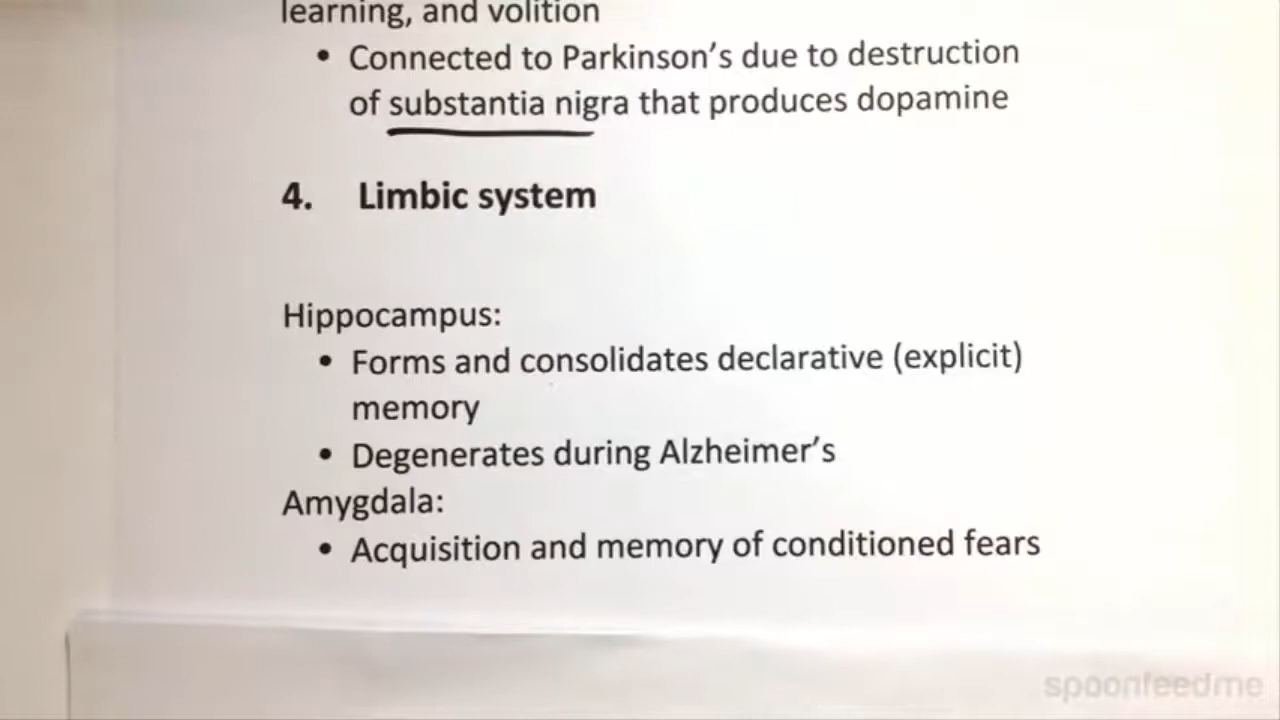 learning, and volition
• Connected to Parkinson's due to destruction
of substantia nigra that produces dopamine
4. Limbic system
Hippocampus:
• Forms and consolidates declarative (explicit)
memory
• Degenerates during Alzheimer's
Amygdala:
• Acquisition and memory of conditioned fears
spoonfeedme